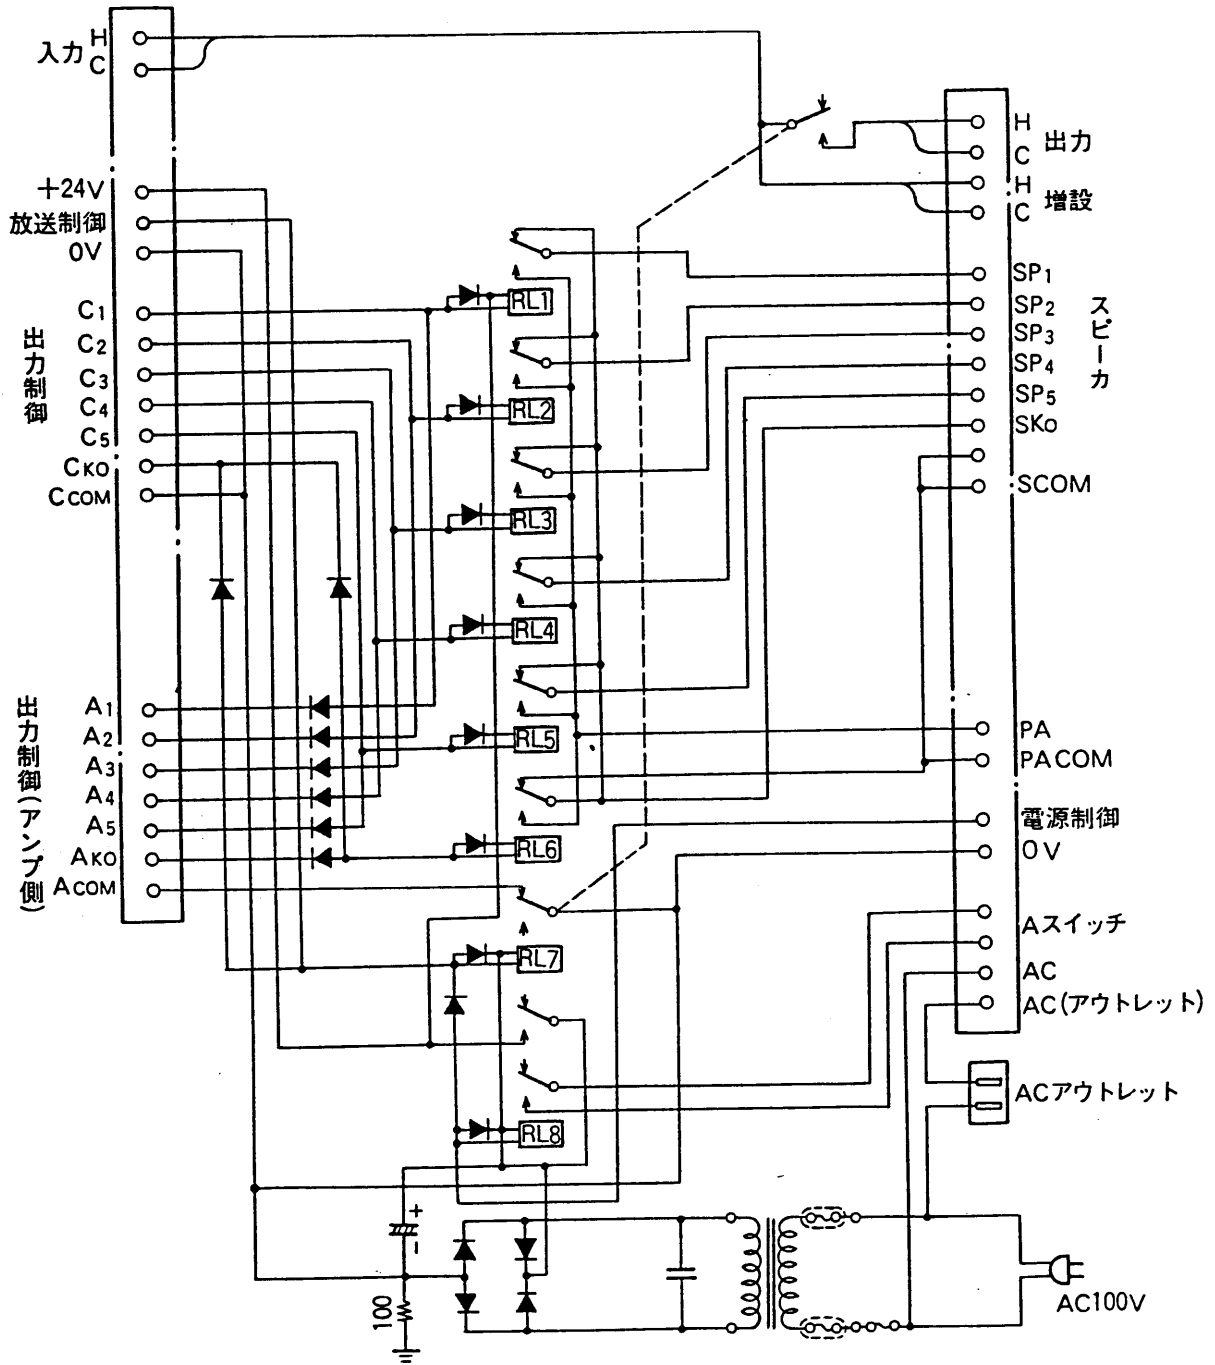 入力
H
C
+24V
放送制御
0V
出力制御
C1
C2
C3
C4
C5
CKO
CCOM
出力制御(アンプ側)
A1
A2
A3
A4
A5
AKO
ACOM
RL1
RL2
RL3
RL4
RL5
RL6
RL7
RL8
+
-
100
H
C
出力
H
C
増設
SP1
SP2
SP3
SP4
SP5
SKO
SCOM
スピーカ
PA
PACOM
電源制御
0V
Aスイッチ
AC
AC(アウトレット)
ACアウトレット
AC100V